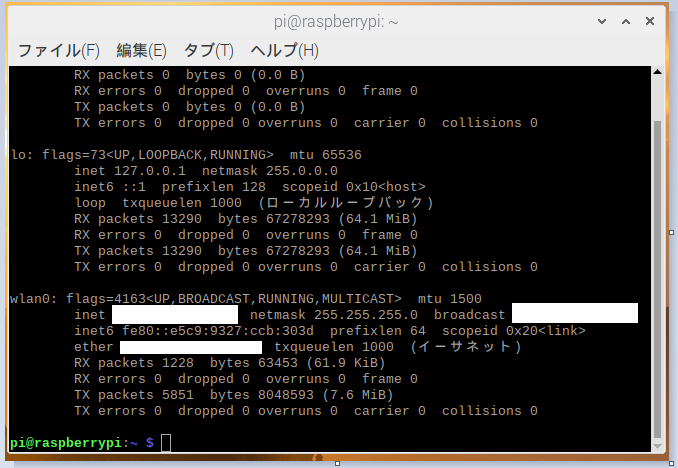 pi@raspberrypi: ~
ファイル(F) 編集(E) タブ(T) ヘルプ(H)
RX packets 0 bytes 0 (0.0 B)
RX errors 0 dropped 0 overruns 0 frame 0
TX packets 0 bytes 0 (0.0 B)
TX errors 0 dropped 0 overruns 0 carrier 0 collisions 0
lo: flags=73<UP,LOOPBACK,RUNNING> mtu 65536
inet 127.0.0.1 netmask 255.0.0.0
inet6 ::1 prefixlen 128 scopeid 0x10<host>
loop txqueuelen 1000 (ローカルループバック)
RX packets 13290 bytes 67278293 (64.1 MiB)
RX errors 0 dropped 0 overruns 0 frame 0
TX packets 13290 bytes 67278293 (64.1 MiB)
TX errors 0 dropped 0 overruns 0 carrier 0 collisions 0
wlan0: flags=4163<UP,BROADCAST,RUNNING,MULTICAST> mtu 1500
inet netmask 255.255.255.0 broadcast
inet6 fe80::e5c9:9327:ccb:303d prefixlen 64 scopeid 0x20<link>
ether txqueuelen 1000 (イーサネット)
RX packets 1228 bytes 63453 (61.9 KiB)
RX errors 0 dropped 0 overruns 0 frame 0
TX packets 5851 bytes 8048593 (7.6 MiB)
TX errors 0 dropped 0 overruns 0 carrier 0 collisions 0
pi@raspberrypi:~ $